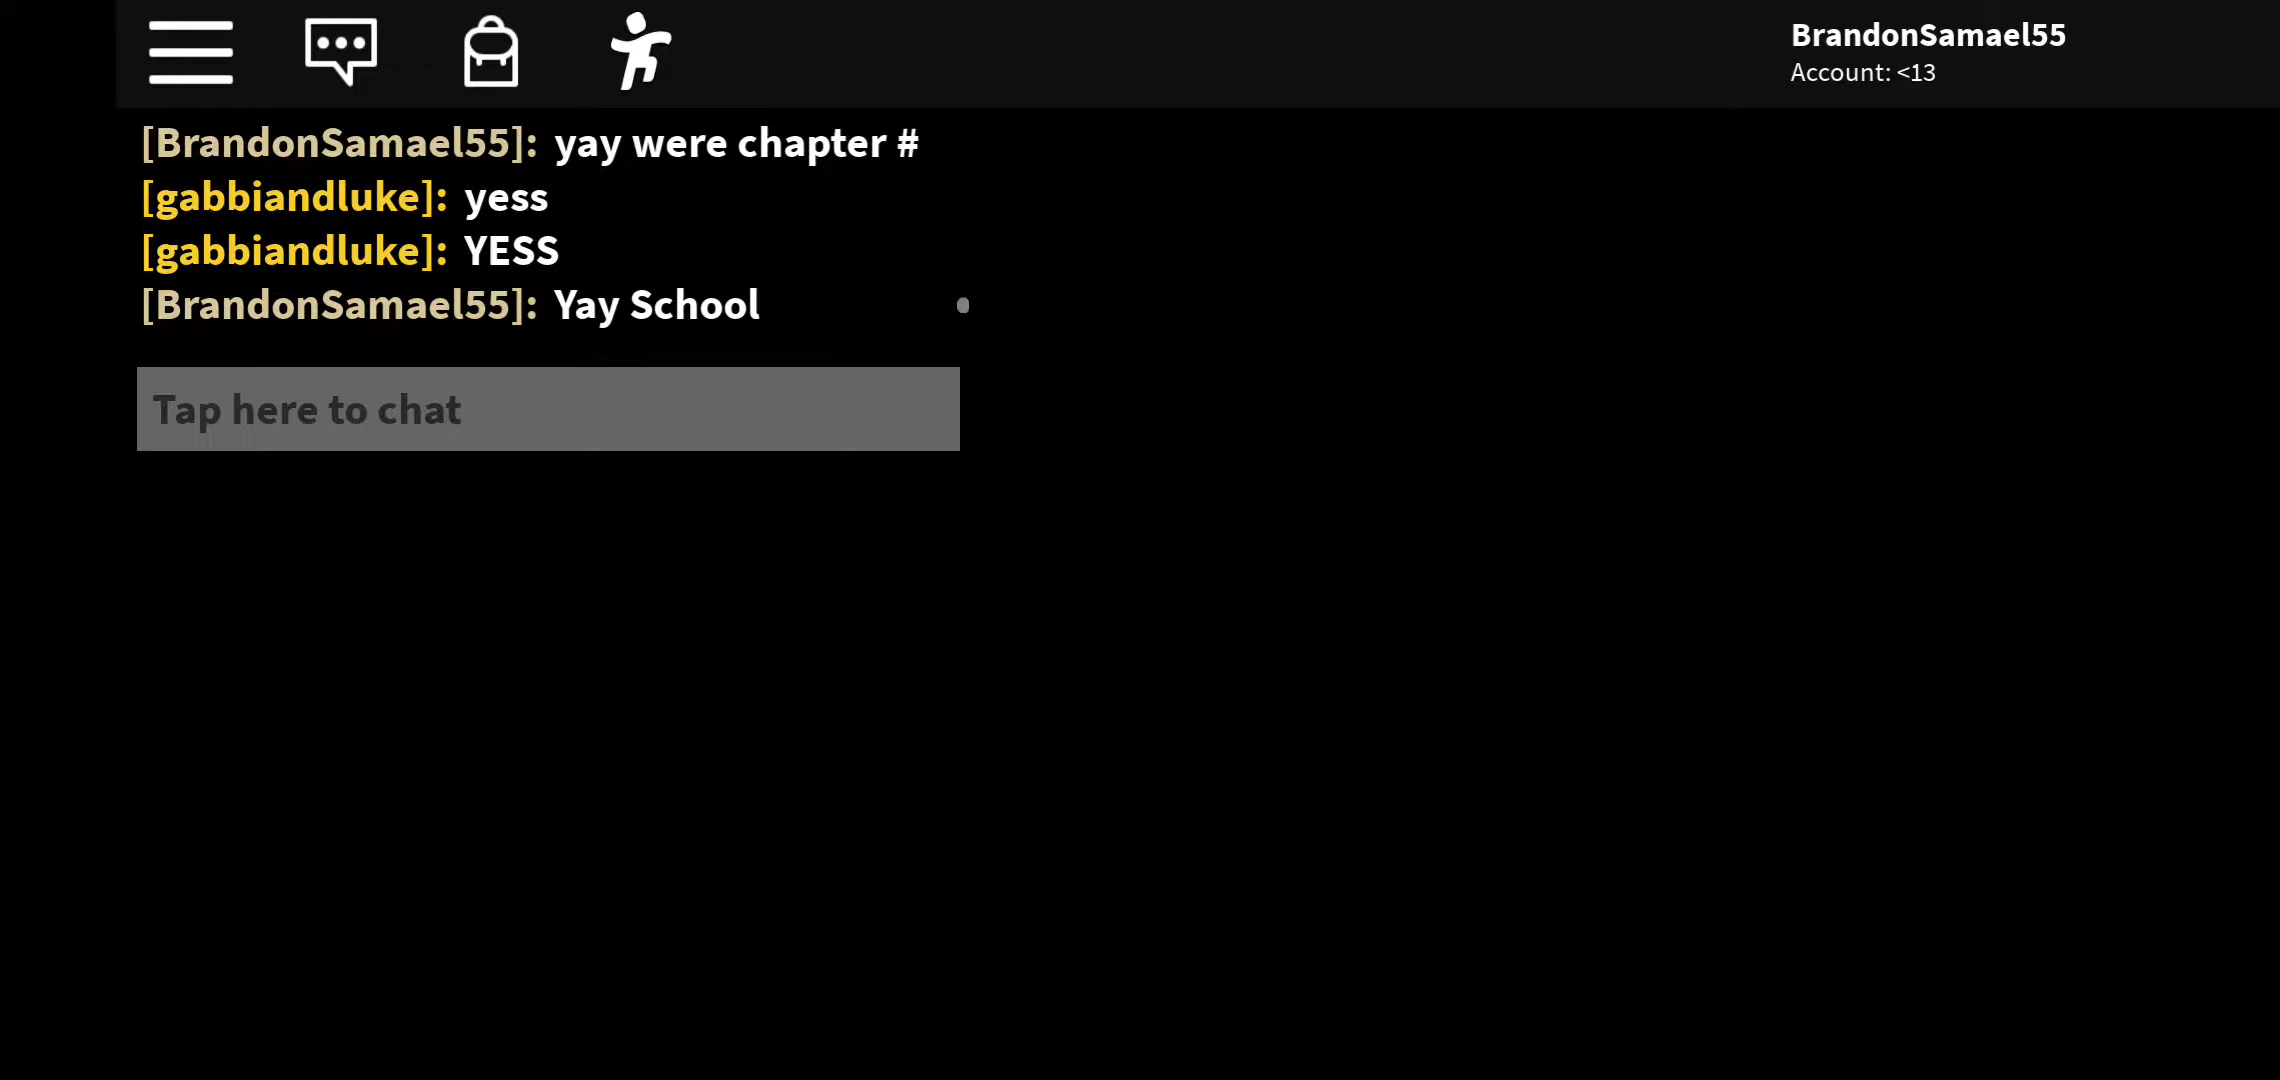 BrandonSamael55
Account: <13
[BrandonSamael55]: yay were chapter #
[gabbiandluke]: yess
[gabbiandluke]: YESS
[BrandonSamael55]: Yay School
Tap here to chat